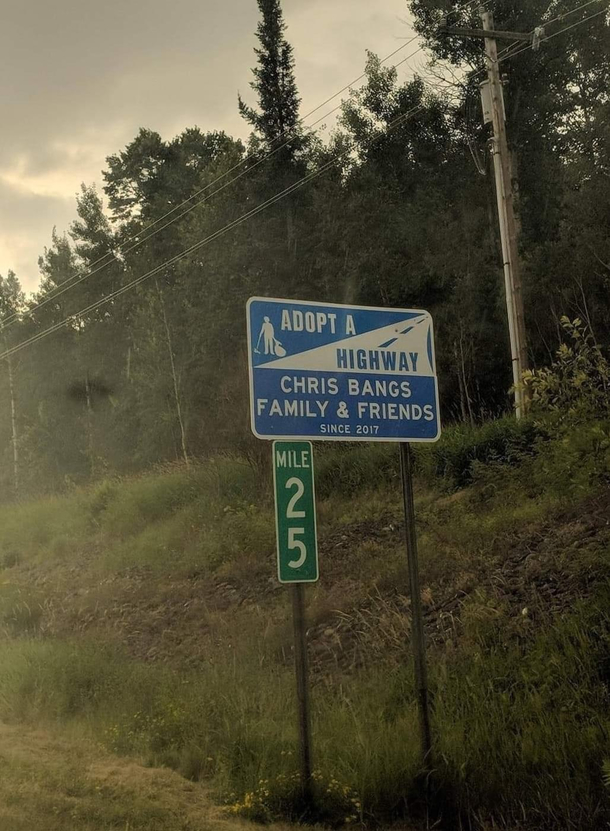 ADOPT A
HIGHWAY
CHRIS BANGS
FAMILY & FRIENDS
SINCE 2017
MILE
2
5